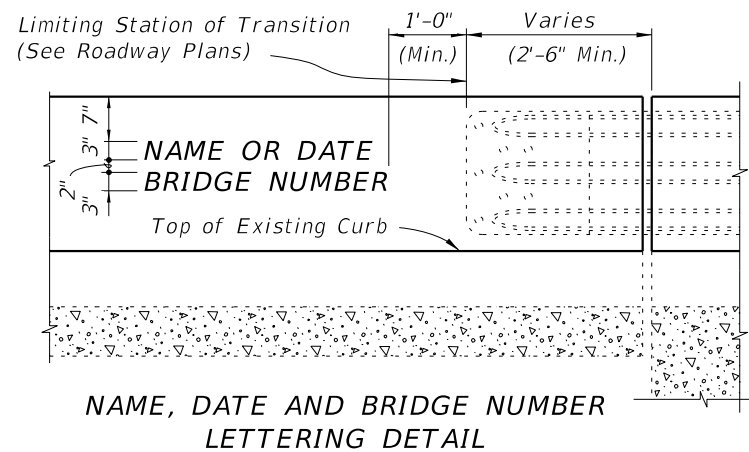 Limiting Station of Transition
(See Roadway Plans)
1'-0"
(Min.)
Varies
(2'-6" Min.)
7"
3"
2"
3"
NAME OR DATE
BRIDGE NUMBER
Top of Existing Curb
NAME, DATE AND BRIDGE NUMBER
LETTERING DETAIL